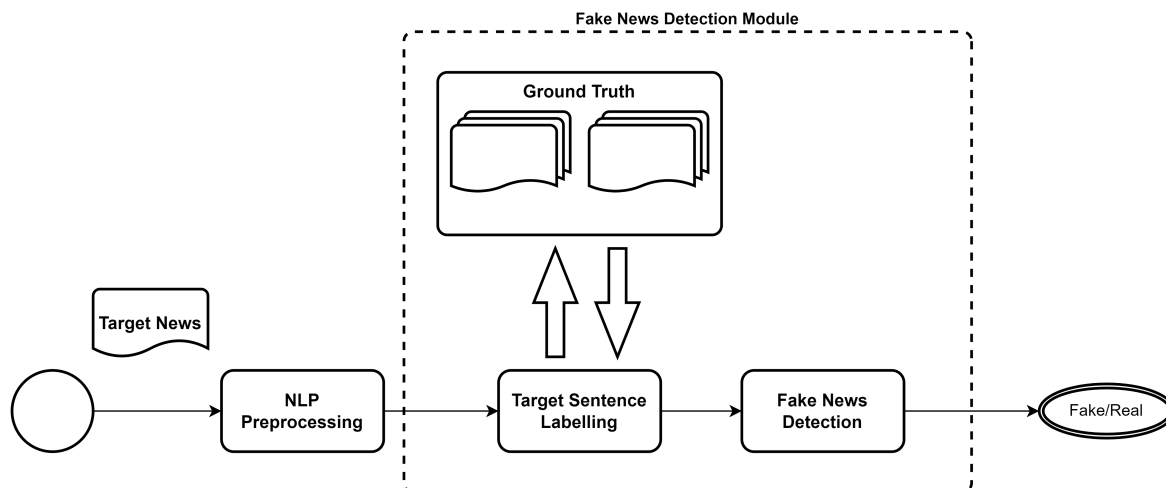 Fake News Detection Module
Ground Truth
Target News
NLP
Preprocessing
Target Sentence
Labelling
Fake News
Detection
Fake/Real